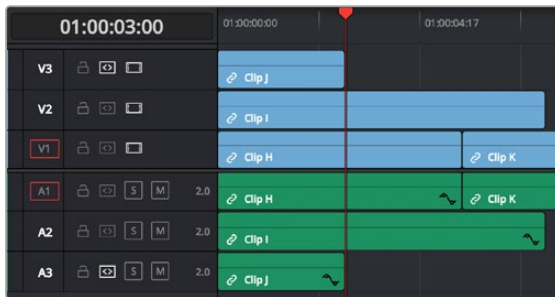 01:00:03:00 01:00:00:00 01:00:04:17
V3 Clip J
V2 Clip I
V1 Clip H Clip K
A1 S M 2.0 Clip H Clip K
A2 S M 2.0 Clip I
A3 S M 2.0 Clip J